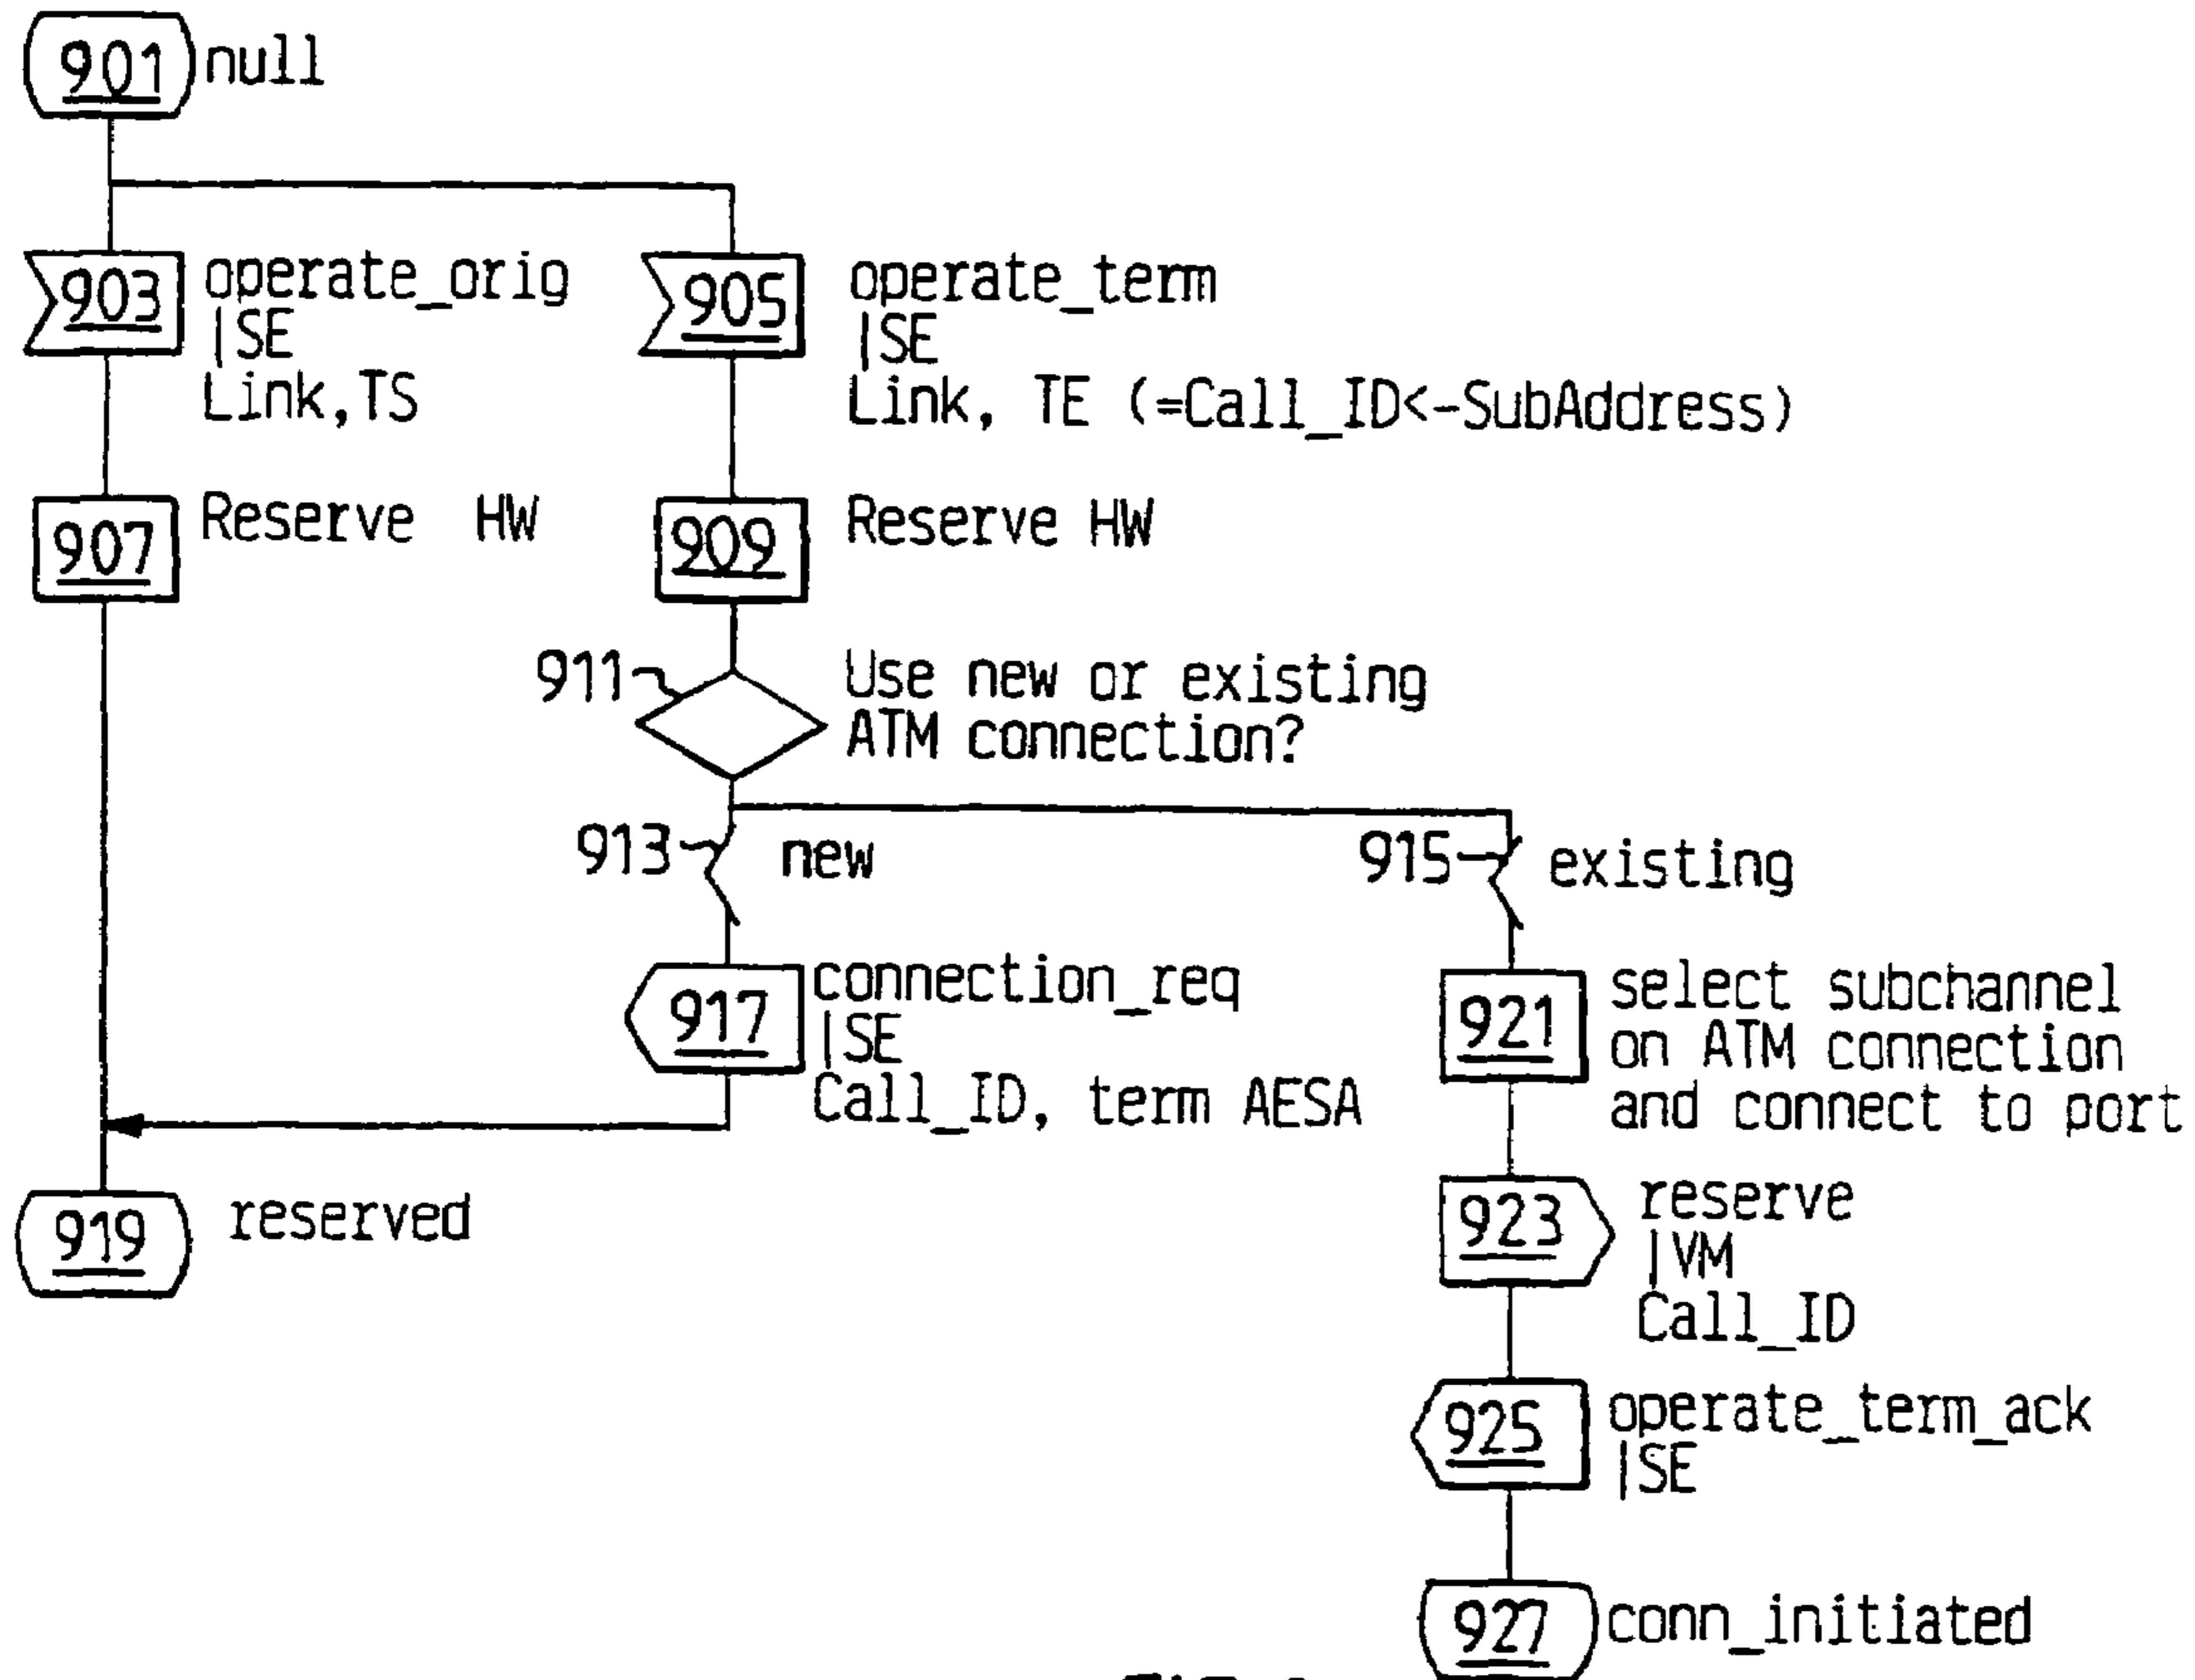 901 null
903 operate_orig
|SE
Link,TS
905 operate_term
|SE
Link, TE (=Call_ID<-SubAddress)
907 Reserve HW
909 Reserve HW
911 Use new or existing
ATM connection?
913 new
915 existing
917 connection_req
|SE
Call_ID, term AESA
921 select subchannel
on ATM connection
and connect to port
919 reserved
923 reserve
|VM
Call_ID
925 operate_term_ack
|SE
927 conn_initiated